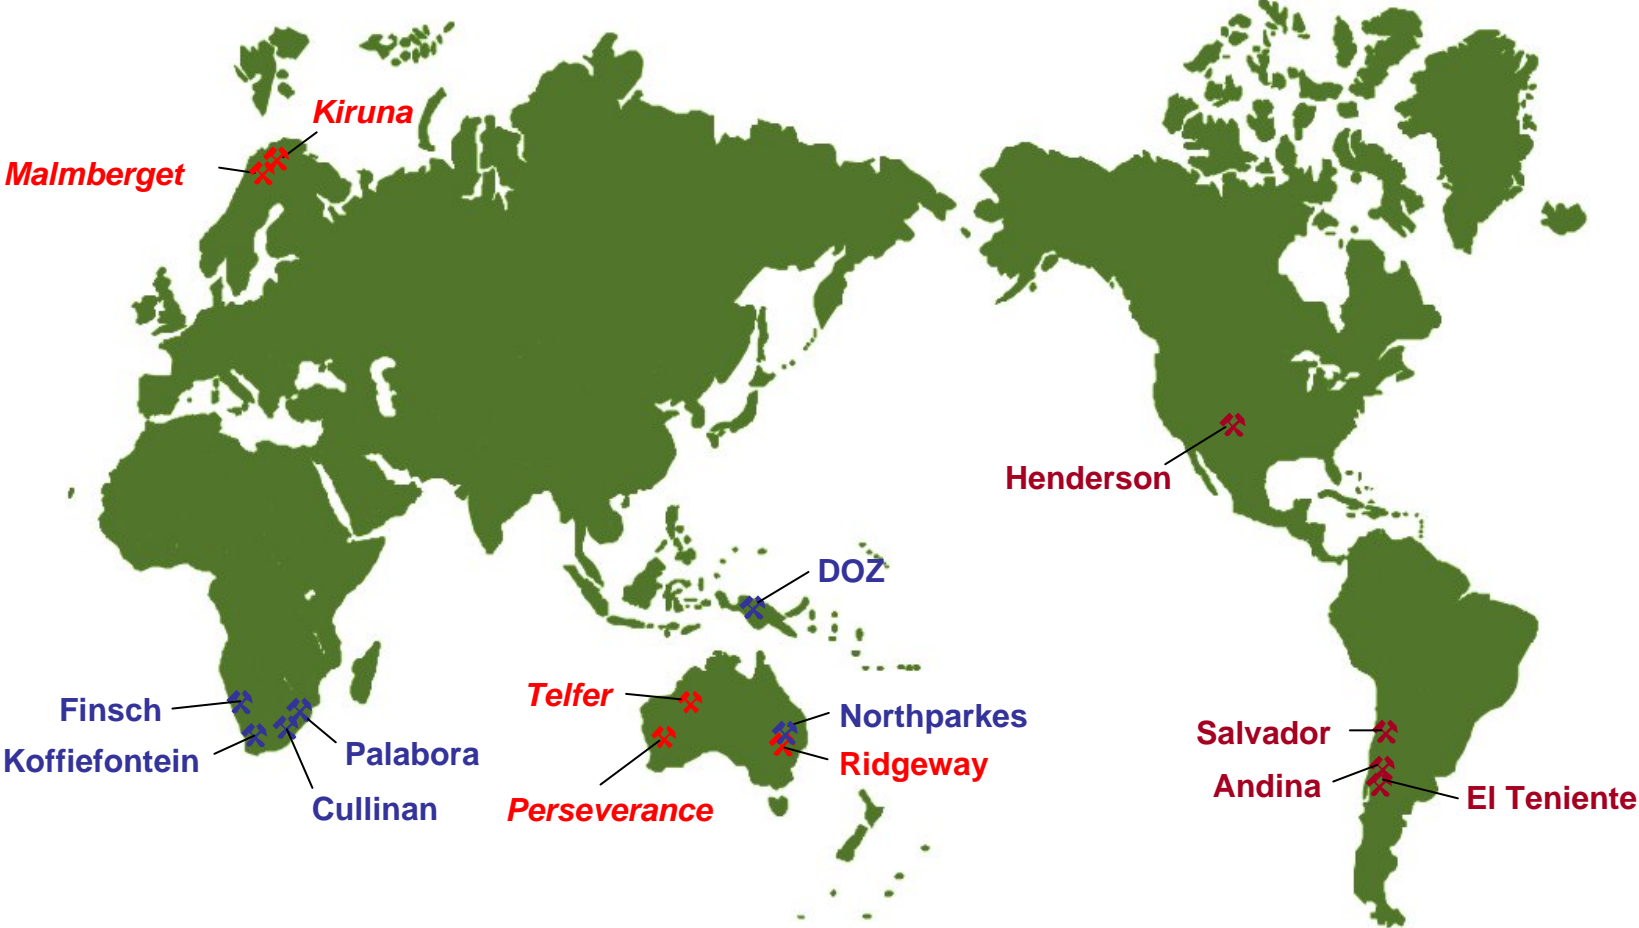 Kiruna
Malmberget
Henderson
DOZ
Telfer
Finsch
Northparkes
Salvador
Koffiefontein
Palabora
Ridgeway
Andina
El Teniente
Cullinan
Perseverance